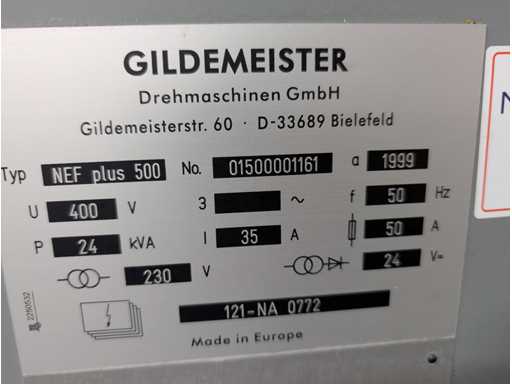 GILDEMEISTER
Drehmaschinen GmbH
Gildemeisterstr. 60 · D-33689 Bielefeld
Typ NEF plus 500 No. 01500001161 a 1999
U 400 V 3 ~ f 50 Hz
P 24 kVA I 35 A 50 A
230 V 24 V=
121-NA 0772
Made in Europe
2250532
N